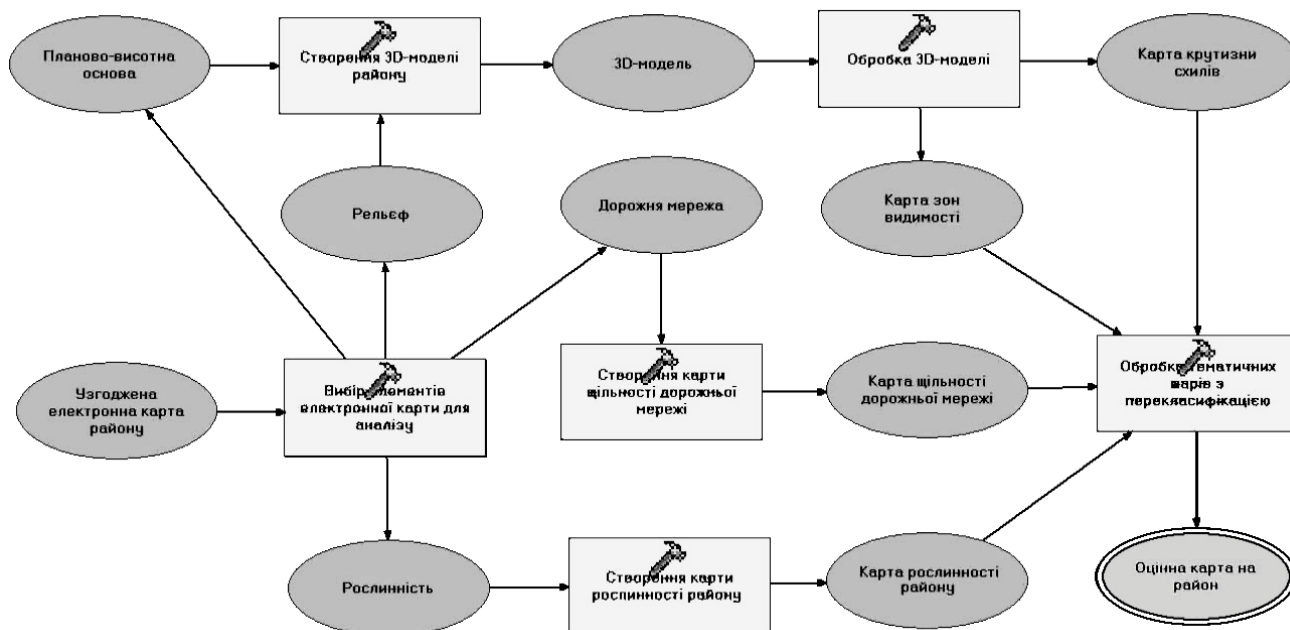 Планово-висотна
основа
Створення 3D-моделі
району
3D-модель
Обробка 3D-моделі
Карта крутизни
схилів
Рельєф
Дорожня мережа
Карта зон
видимості
Узгоджена
електронна карта
району
Вибір елементів
електронної карти для
аналізу
Створення карти
щільності дорожньої
мережі
Карта щільності
дорожньої мережі
Обробка тематичних
шарів з
перекласифікацією
Рослинність
Створення карти
рослинності району
Карта рослинності
району
Оцінна карта на
район